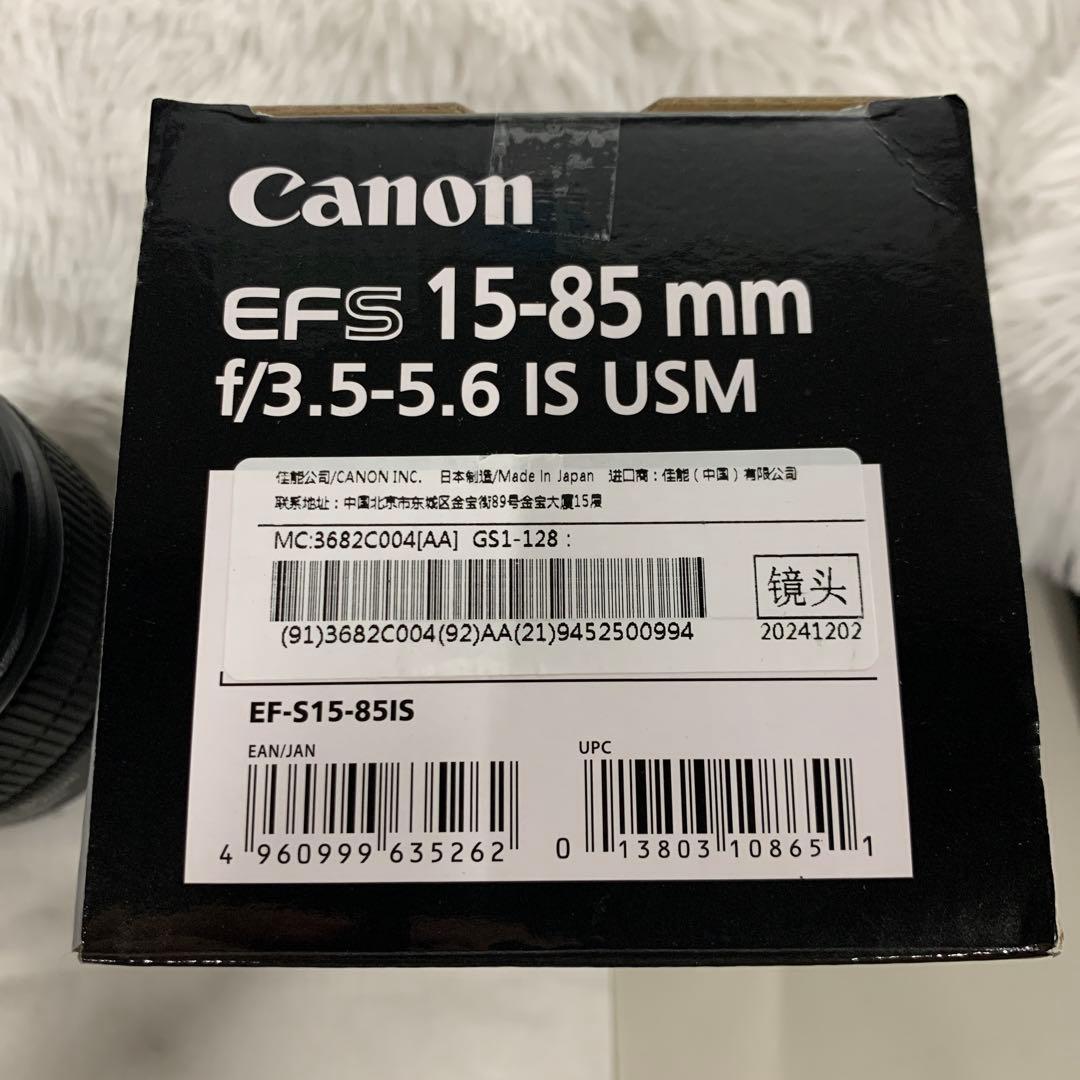 Canon
EFS 15-85 mm
f/3.5-5.6 IS USM
佳能公司/CANON INC. 日本制造/Made In Japan 进口商：佳能（中国）有限公司
联系地址：中国北京市东城区金宝街89号金宝大厦15层
MC:3682C004[AA] GS1-128 :
(91)3682C004(92)AA(21)9452500994
镜头
20241202
EF-S15-85IS
EAN/JAN
4 960999 635262
UPC
0 13803 10865 1